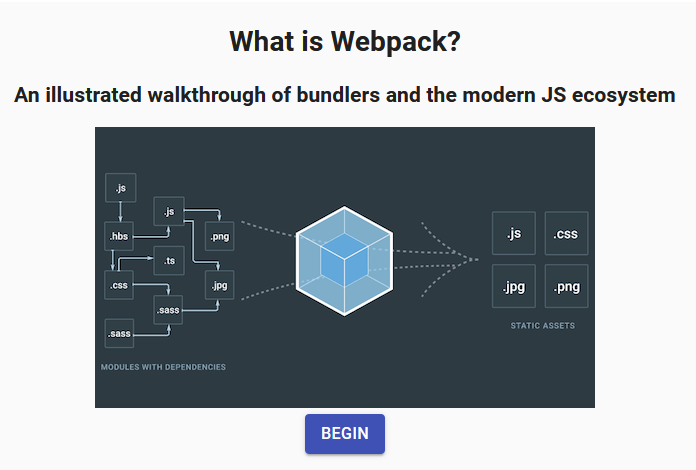 What is Webpack?
An illustrated walkthrough of bundlers and the modern JS ecosystem
.js
.js
.hbs
.png
.ts
.css
.jpg
.sass
.sass
MODULES WITH DEPENDENCIES
.js .css
.jpg .png
STATIC ASSETS
BEGIN